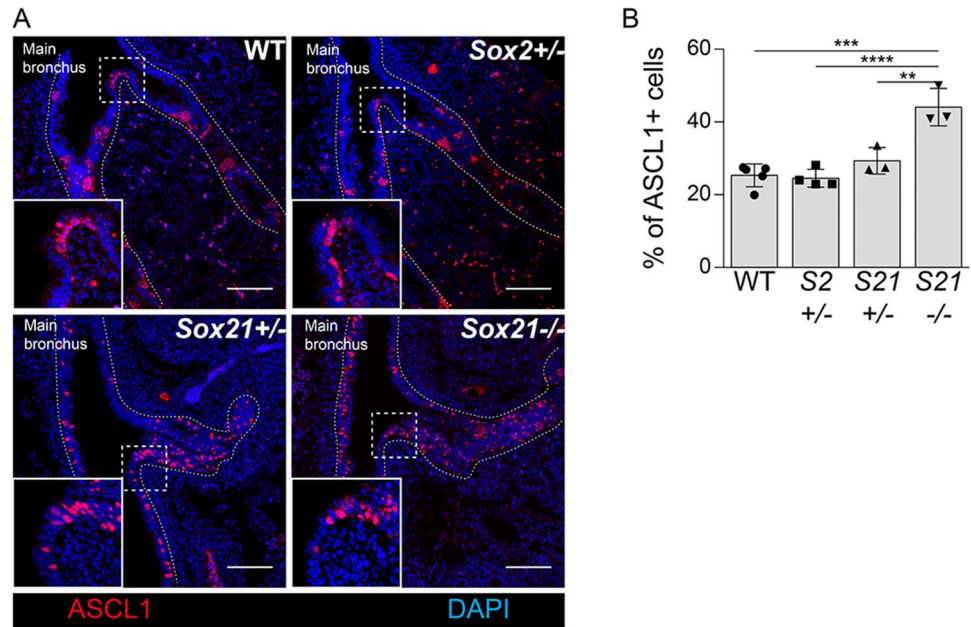 A
Main
bronchus
WT
Main
bronchus
Sox2+/-
Main
bronchus
Sox21+/-
Main
bronchus
Sox21-/-
ASCL1
DAPI
B
% of ASCL1+ cells
60
40
20
0
***
****
**
WT
S2
+/-
S21
+/-
S21
-/-